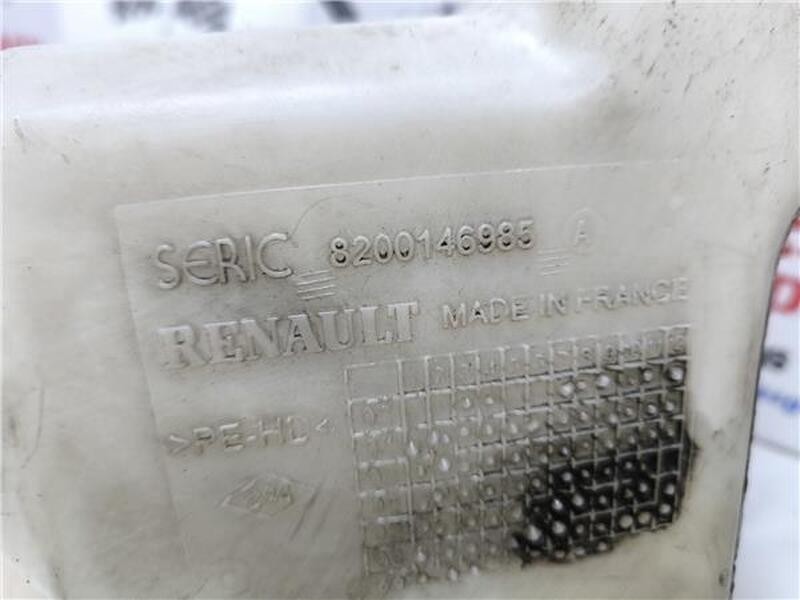 SERIC 8200146985 A
RENAULT MADE IN FRANCE
>PE-HD<